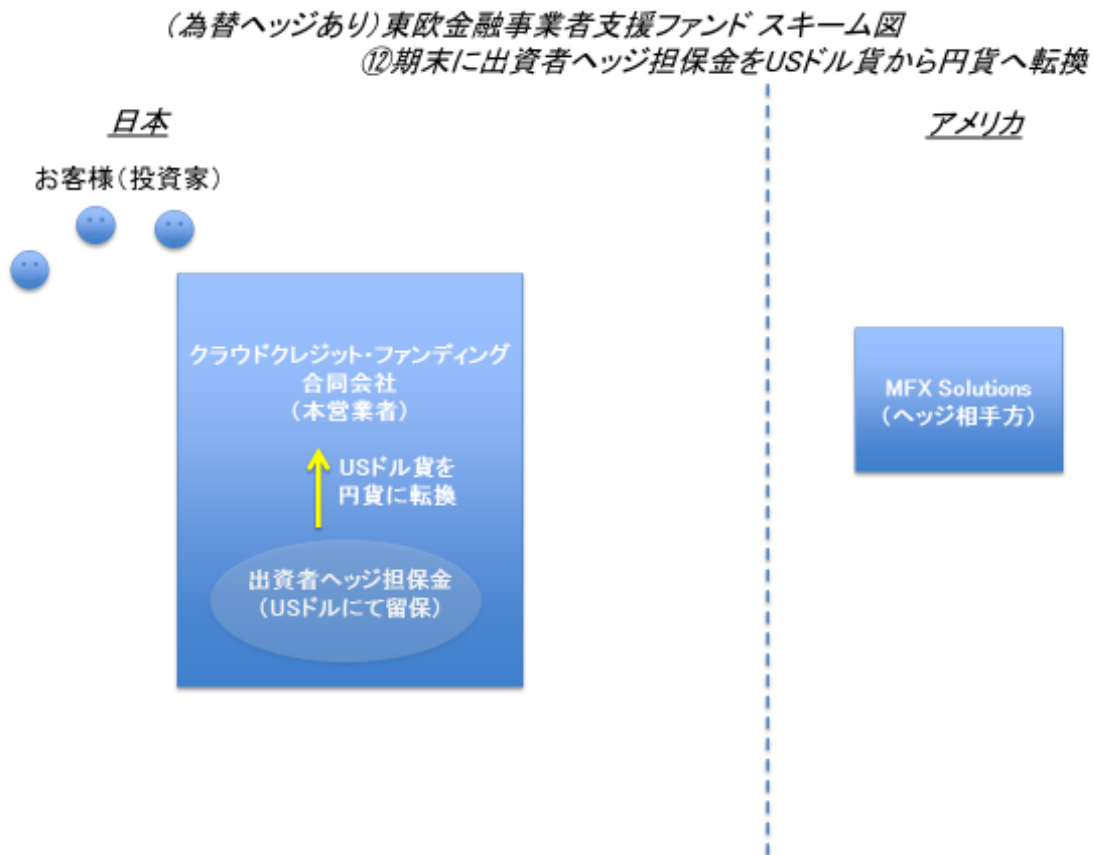 (為替ヘッジあり)東欧金融事業者支援ファンド スキーム図
⑫期末に出資者ヘッジ担保金をUSドル貨から円貨へ転換
日本
アメリカ
お客様(投資家)
クラウドクレジット・ファンディング
合同会社
(本営業者)
USドル貨を
円貨に転換
出資者ヘッジ担保金
(USドルにて留保)
MFX Solutions
(ヘッジ相手方)